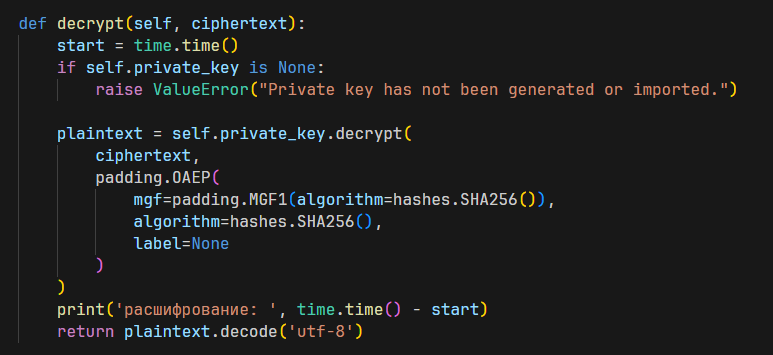 def decrypt(self, ciphertext):
    start = time.time()
    if self.private_key is None:
        raise ValueError("Private key has not been generated or imported.")

    plaintext = self.private_key.decrypt(
        ciphertext,
        padding.OAEP(
            mgf=padding.MGF1(algorithm=hashes.SHA256()),
            algorithm=hashes.SHA256(),
            label=None
        )
    )
    print('расшифрование: ', time.time() - start)
    return plaintext.decode('utf-8')